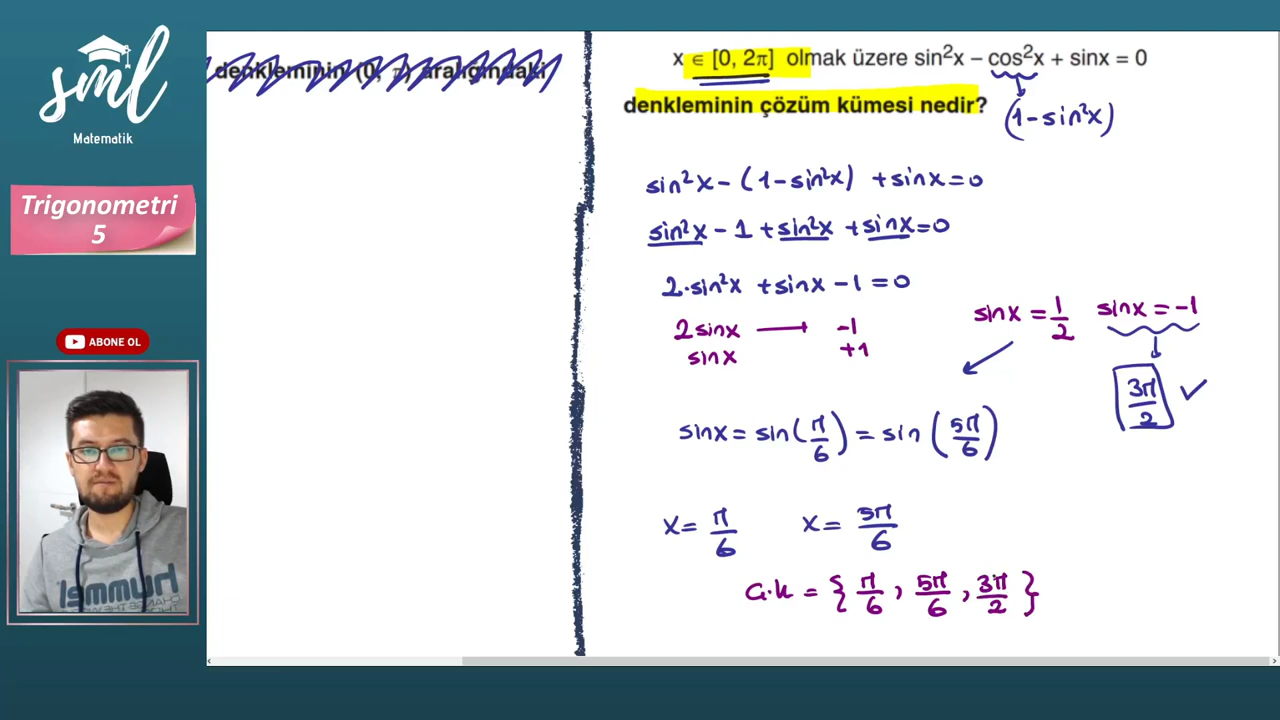 sml
Matematik
Trigonometri
5
ABONE OL
denkleminin (0, π) aralığındaki
x ∈ [0, 2π] olmak üzere sin²x – cos²x + sinx = 0
denkleminin çözüm kümesi nedir?
(1-sin²x)
sin²x - (1-sin²x) + sinx = 0
sin²x - 1 + sin²x + sinx = 0
2·sin²x + sinx - 1 = 0
2sinx → -1
sinx +1
sinx = 1/2 sinx = -1
3π/2 ✓
sinx = sin(π/6) = sin(5π/6)
x = π/6 x = 5π/6
Ç.k = {π/6, 5π/6, 3π/2}